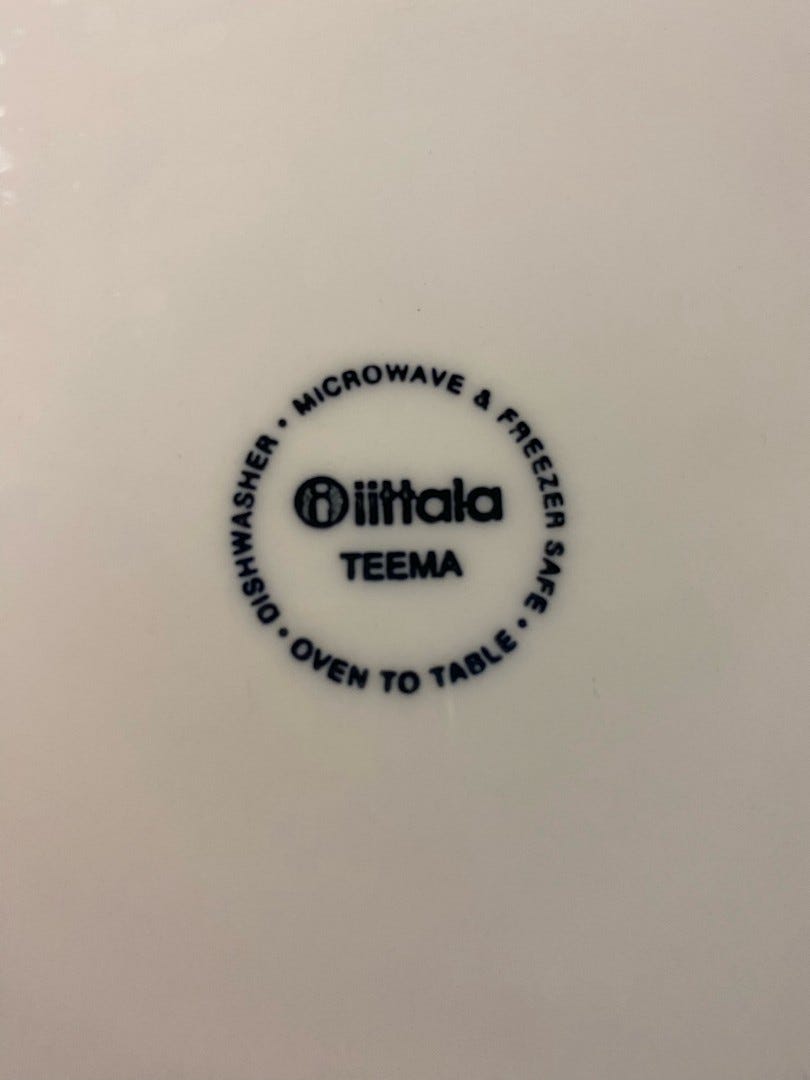 iittala
TEEMA
DISHWASHER • MICROWAVE & FREEZER SAFE • OVEN TO TABLE •